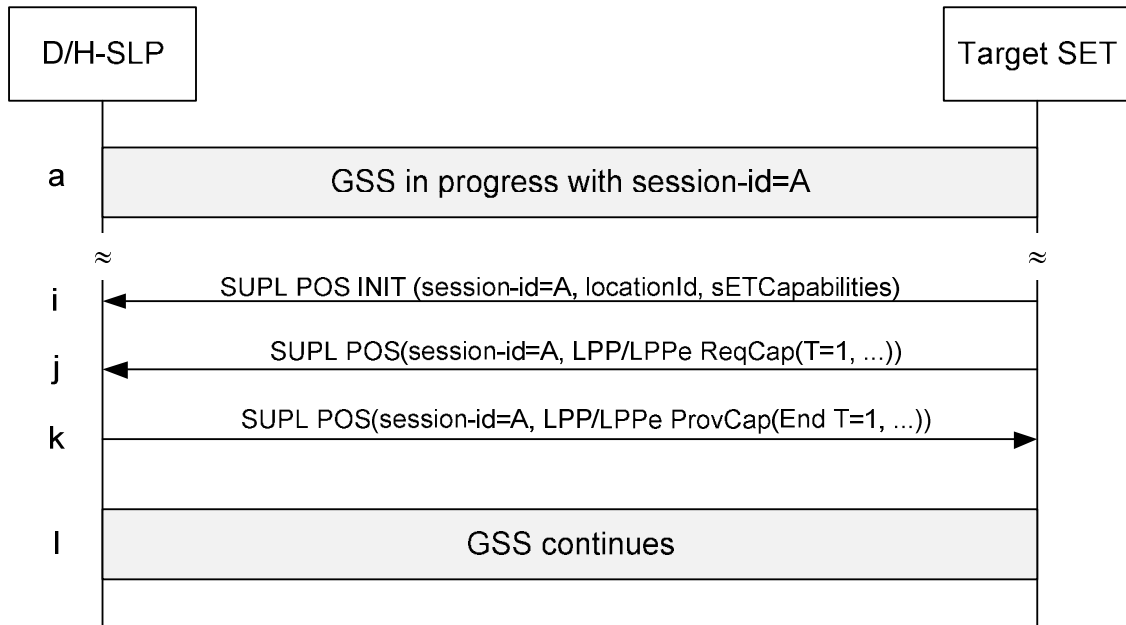 D/H-SLP
Target SET
a
GSS in progress with session-id=A
≈ ≈
i
SUPL POS INIT (session-id=A, locationId, sETCapabilities)
j
SUPL POS(session-id=A, LPP/LPPe ReqCap(T=1, ...))
k
SUPL POS(session-id=A, LPP/LPPe ProvCap(End T=1, ...))
l
GSS continues